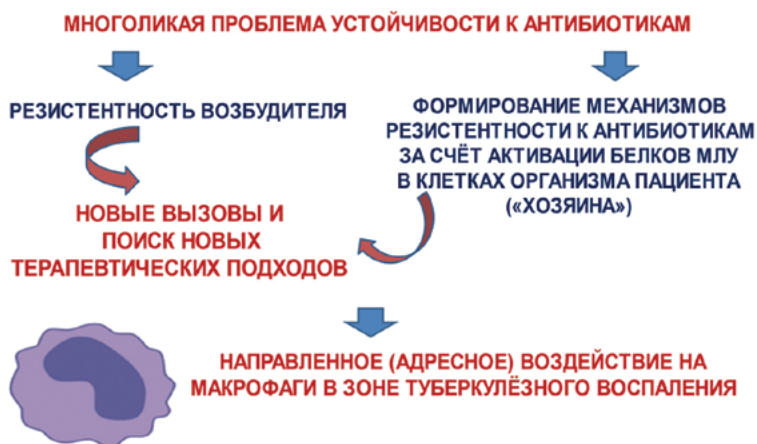 МНОГОЛИКАЯ ПРОБЛЕМА УСТОЙЧИВОСТИ К АНТИБИОТИКАМ
РЕЗИСТЕНТНОСТЬ ВОЗБУДИТЕЛЯ
ФОРМИРОВАНИЕ МЕХАНИЗМОВ
РЕЗИСТЕНТНОСТИ К АНТИБИОТИКАМ
ЗА СЧЁТ АКТИВАЦИИ БЕЛКОВ МЛУ
В КЛЕТКАХ ОРГАНИЗМА ПАЦИЕНТА
(«ХОЗЯИНА»)
НОВЫЕ ВЫЗОВЫ И
ПОИСК НОВЫХ
ТЕРАПЕВТИЧЕСКИХ ПОДХОДОВ
НАПРАВЛЕННОЕ (АДРЕСНОЕ) ВОЗДЕЙСТВИЕ НА
МАКРОФАГИ В ЗОНЕ ТУБЕРКУЛЁЗНОГО ВОСПАЛЕНИЯ